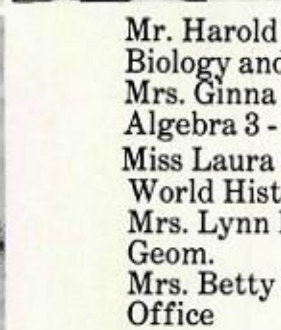 Mr. Harold
Biology and
Mrs. Ginna
Algebra 3 -
Miss Laura
World Hist
Mrs. Lynn
Geom.
Mrs. Betty
Office